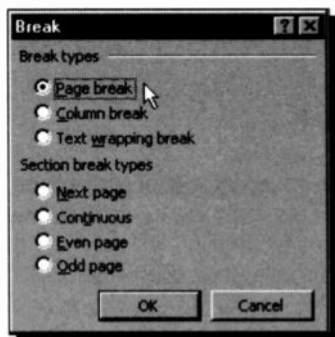 Break
Break types
Page break
Column break
Text wrapping break
Section break types
Next page
Continuous
Even page
Odd page
OK Cancel